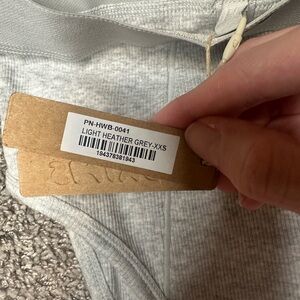 PN-HWB-0041
LIGHT HEATHER GREY-XXS
194378381843